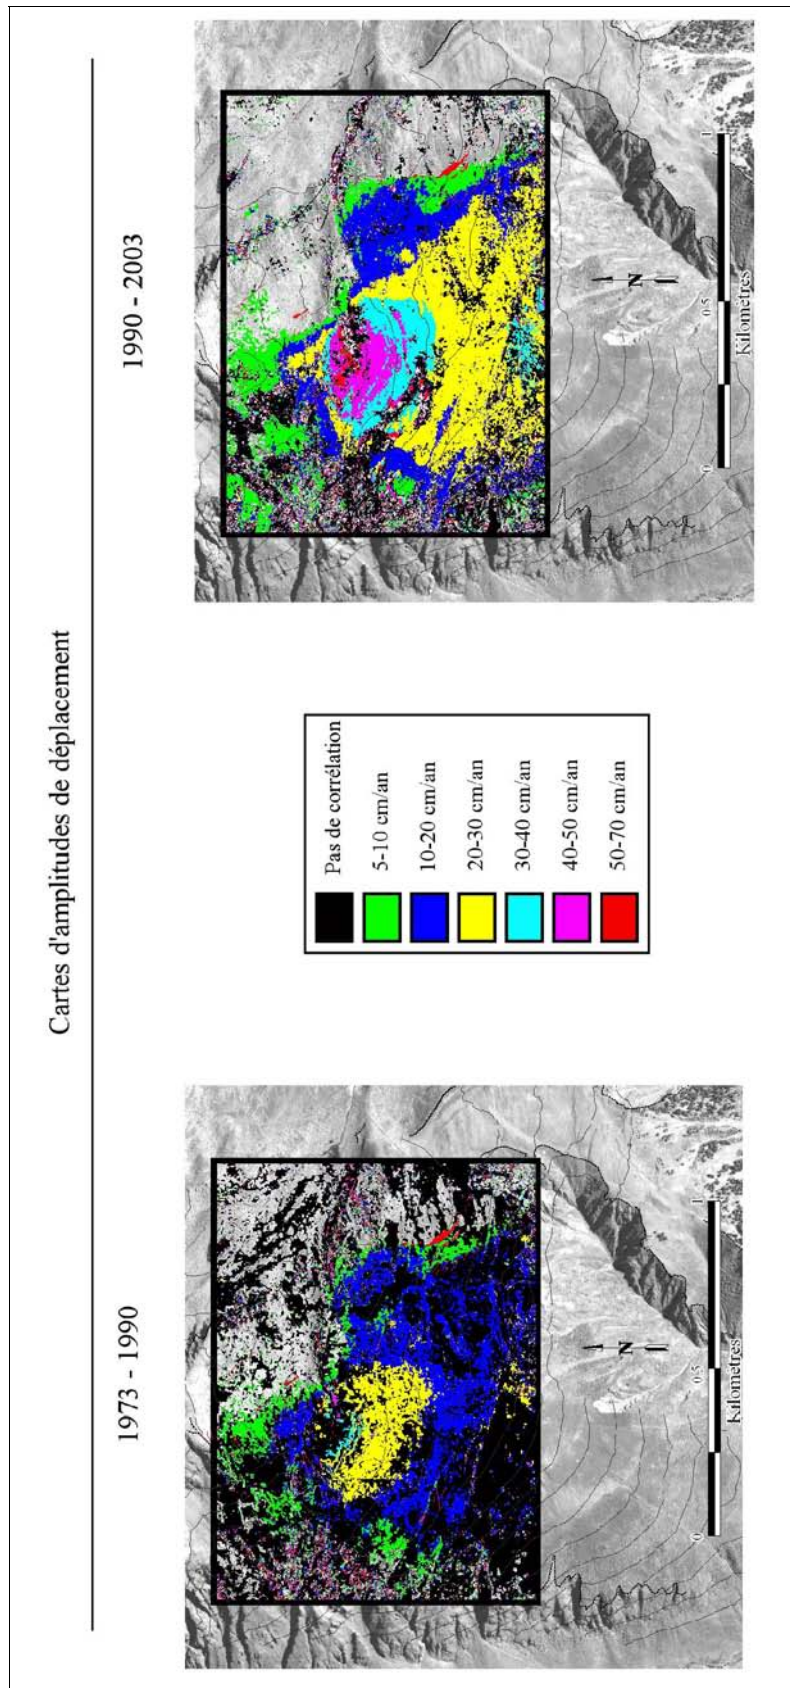 Cartes d'amplitudes de déplacement
1973 - 1990
1990 - 2003
N
0
0.5
1
Kilomètres
Pas de corrélation
5-10 cm/an
10-20 cm/an
20-30 cm/an
30-40 cm/an
40-50 cm/an
50-70 cm/an
N
0
0.5
1
Kilomètres